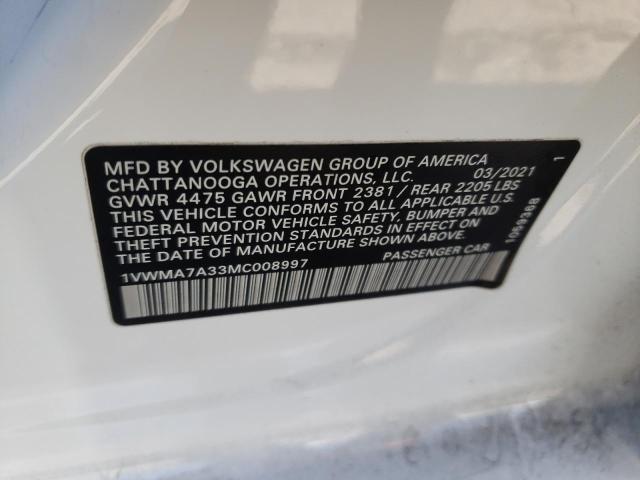 MFD BY VOLKSWAGEN GROUP OF AMERICA
CHATTANOOGA OPERATIONS, LLC. 03/2021 1
GVWR 4475 GAWR FRONT 2381 / REAR 2205 LBS
THIS VEHICLE CONFORMS TO ALL APPLICABLE U.S.
FEDERAL MOTOR VEHICLE SAFETY, BUMPER AND
THEFT PREVENTION STANDARDS IN EFFECT ON THE
DATE OF MANUFACTURE SHOWN ABOVE.
1VWMA7A33MC008997 PASSENGER CAR
1059368